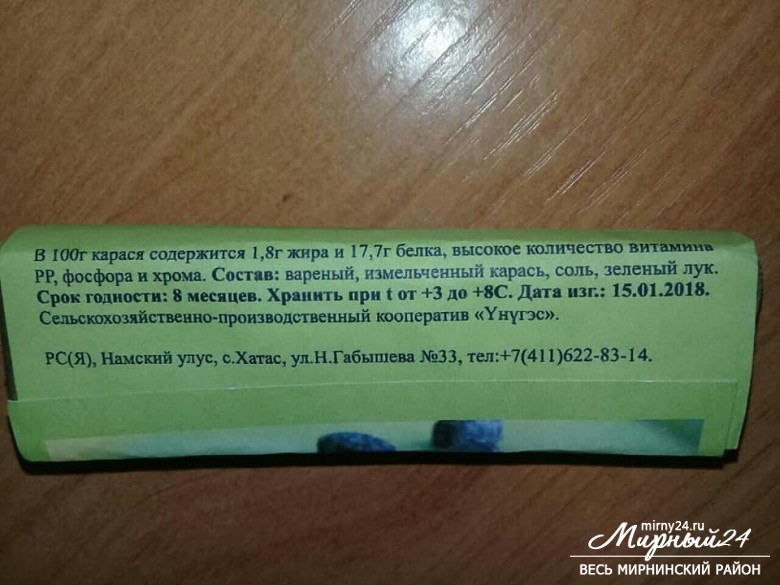 В 100г карася содержится 1,8г жира и 17,7г белка, высокое количество витамина
РР, фосфора и хрома. Состав: вареный, измельченный карась, соль, зеленый лук.
Срок годности: 8 месяцев. Хранить при t от +3 до +8С. Дата изг.: 15.01.2018.
Сельскохозяйственно-производственный кооператив «Үнүгэс».
РС(Я), Намский улус, с.Хатас, ул.Н.Габышева №33, тел:+7(411)622-83-14.
mirny24.ru
Мирный24
ВЕСЬ МИРНИНСКИЙ РАЙОН